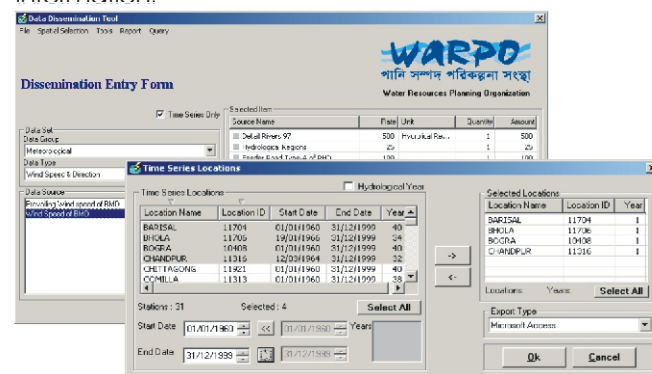 information.
Data Dissemination Tool
File Spatial Selection Tools Report Query
WARPO
পানি সম্পদ পরিকল্পনা সংস্থা
Water Resources Planning Organization
Dissemination Entry Form
Time Series Only
Selected Item
Source Name Rate Unit Quantity Amount
Detail Rivers 97 500 1 500
Hydrological Regions 25 1 25
Feeder Road Type-A of RHD 100 1 100
Data Set
Data Group
Meteorological
Data Type
Wind Speed & Direction
Data Source
Prevailing Wind speed of BMD
Wind Speed of BMD
Time Series Locations
Time Series Locations
Hydrological Year
Location Name Location ID Start Date End Date Year
BARISAL 11704 01/01/1960 31/12/1999 40
BHOLA 11706 19/01/1966 31/12/1999 34
BOGRA 10408 01/01/1960 31/12/1999 40
CHANDPUR 11316 12/03/1964 31/12/1999 32
CHITTAGONG 11921 01/01/1960 31/12/1999 40
COMILLA 11313 01/01/1960 31/12/1999 38
Stations : 31 Selected : 4 Select All
Start Date 01/01/1960 << 01/01/1960 Years
End Date 31/12/1999 31/12/1999
->
<-
Selected Locations
Location Name Location ID Year
BARISAL 11704 1
BHOLA 11706 1
BOGRA 10408 1
CHANDPUR 11316 1
Locations: Years: Select All
Export Type
Microsoft Access
Ok Cancel